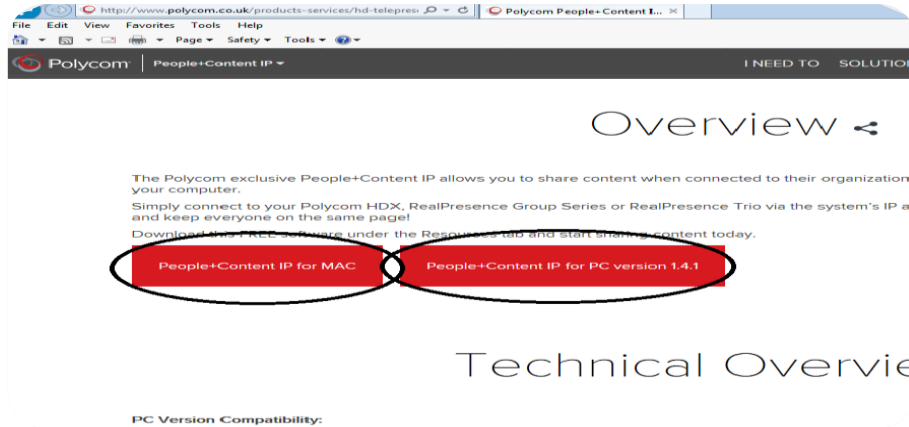 http://www.polycom.co.uk/products-services/hd-telepres
Polycom People+Content I...
File Edit View Favorites Tools Help
Page Safety Tools
Polycom People+Content IP I NEED TO SOLUTIO
Overview
The Polycom exclusive People+Content IP allows you to share content when connected to their organization
your computer.
Simply connect to your Polycom HDX, RealPresence Group Series or RealPresence Trio via the system's IP a
and keep everyone on the same page!
Download this FREE software under the Resources tab and start sharing content today.
People+Content IP for MAC People+Content IP for PC version 1.4.1
Technical Overvie
PC Version Compatibility: